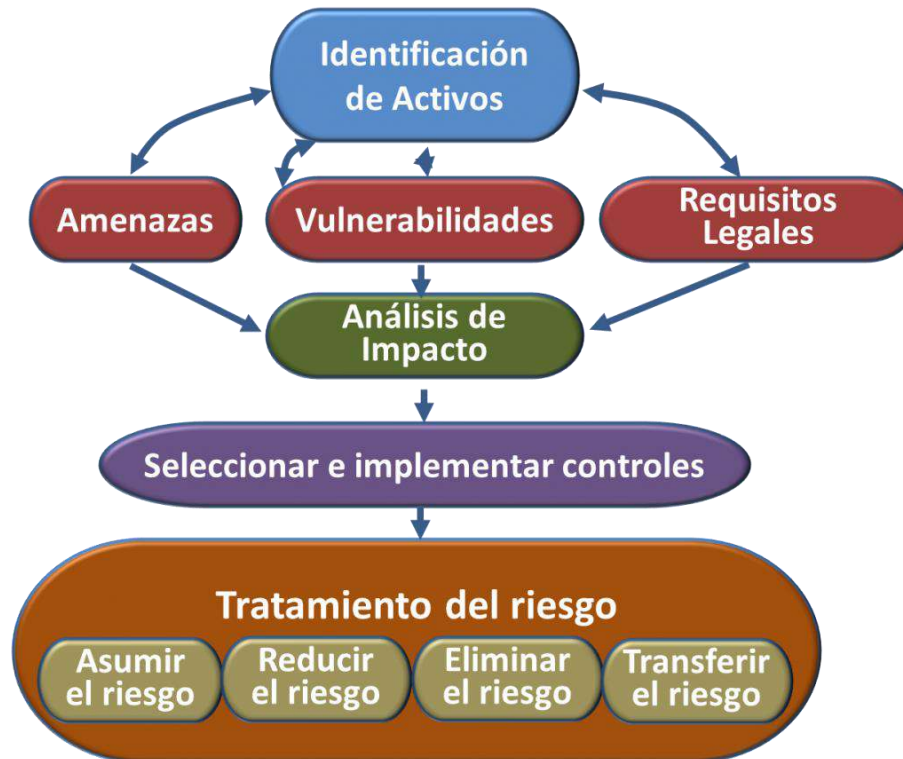 Identificación
de Activos
Amenazas
Vulnerabilidades
Requisitos
Legales
Análisis de
Impacto
Seleccionar e implementar controles
Tratamiento del riesgo
Asumir
el riesgo
Reducir
el riesgo
Eliminar
el riesgo
Transferir
el riesgo